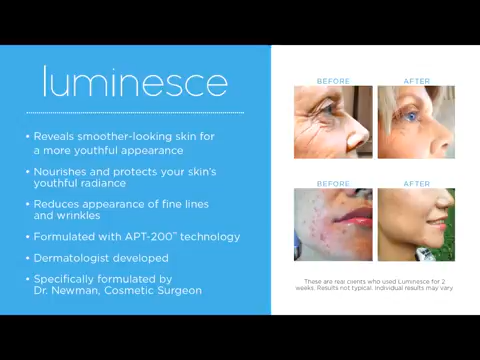 luminesce
• Reveals smoother-looking skin for
a more youthful appearance
• Nourishes and protects your skin's
youthful radiance
• Reduces appearance of fine lines
and wrinkles
• Formulated with APT-200™ technology
• Dermatologist developed
• Specifically formulated by
Dr. Newman, Cosmetic Surgeon
BEFORE AFTER
BEFORE AFTER
These are real clients who used Luminesce for 2
weeks. Results not typical. Individual results may vary